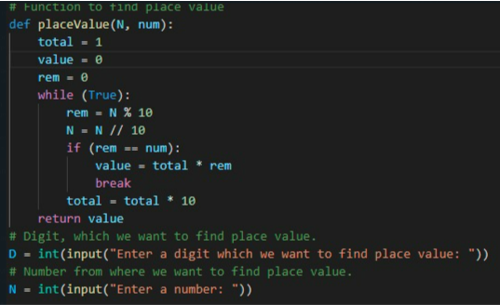 # Function to find place value
def placeValue(N, num):
    total = 1
    value = 0
    rem = 0
    while (True):
        rem = N % 10
        N = N // 10
        if (rem == num):
            value = total * rem
            break
        total = total * 10
    return value
# Digit, which we want to find place value.
D = int(input("Enter a digit which we want to find place value: "))
# Number from where we want to find place value.
N = int(input("Enter a number: "))